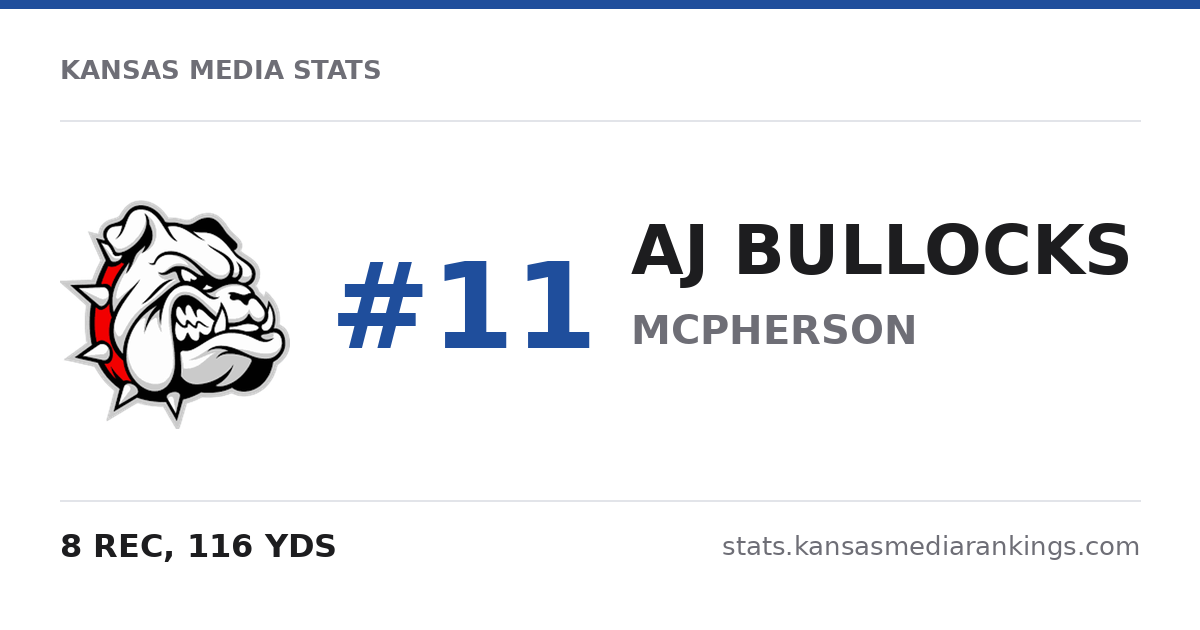 KANSAS MEDIA STATS
#11
AJ BULLOCKS
MCPHERSON
8 REC, 116 YDS
stats.kansasmediarankings.com